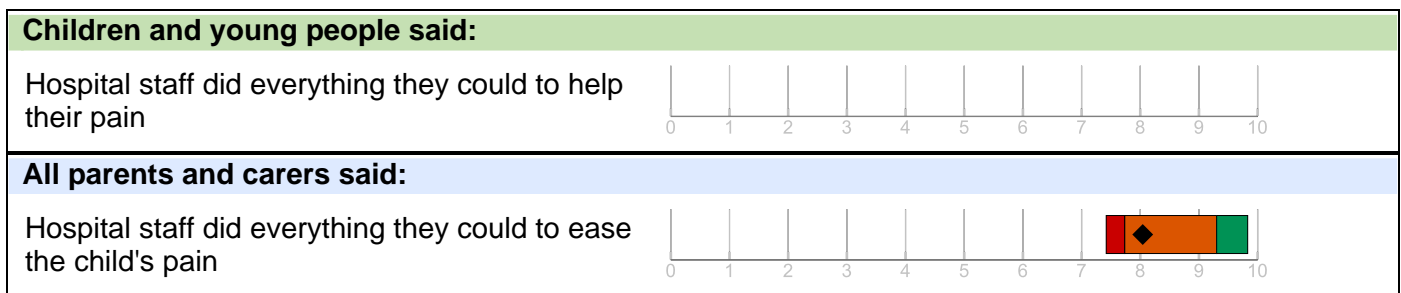 Children and young people said:
Hospital staff did everything they could to help
their pain
0 1 2 3 4 5 6 7 8 9 10
All parents and carers said:
Hospital staff did everything they could to ease
the child's pain
0 1 2 3 4 5 6 7 8 9 10